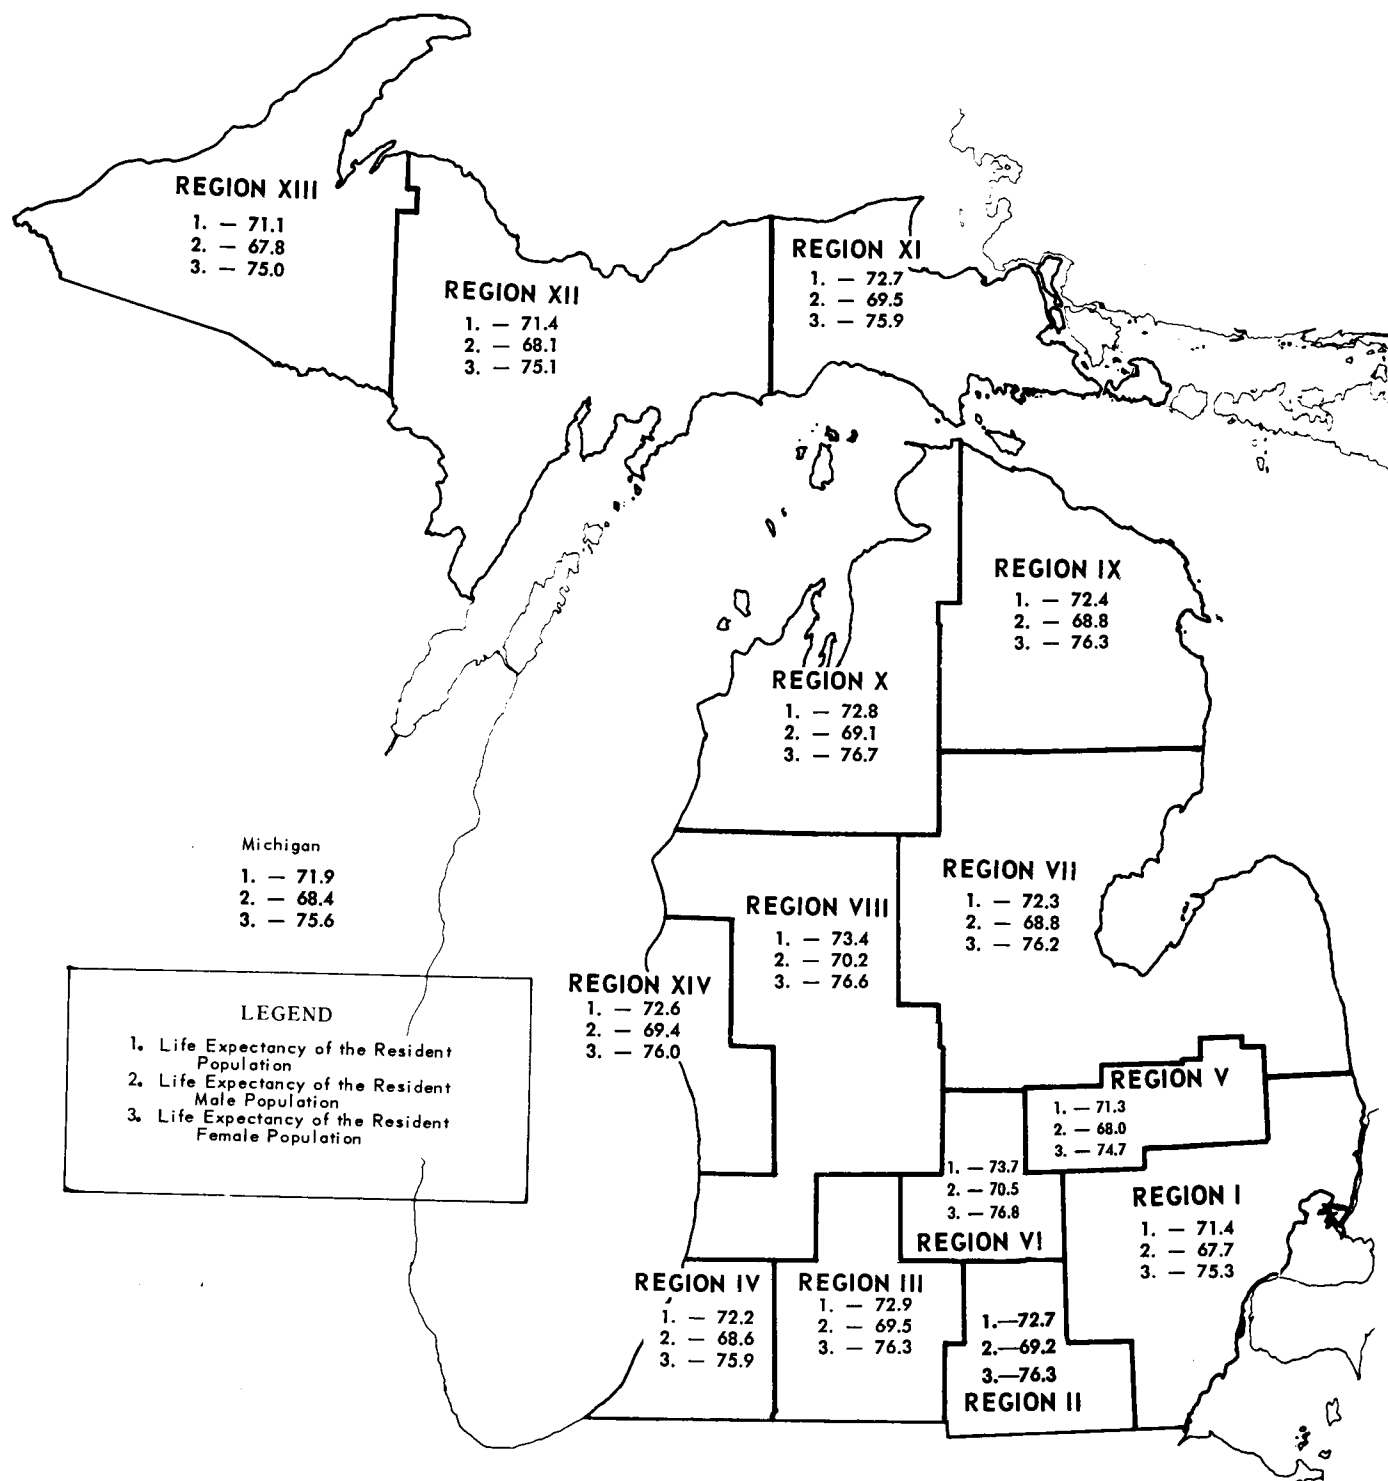 REGION XIII
1. — 71.1
2. — 67.8
3. — 75.0
REGION XII
1. — 71.4
2. — 68.1
3. — 75.1
REGION XI
1. — 72.7
2. — 69.5
3. — 75.9
REGION IX
1. — 72.4
2. — 68.8
3. — 76.3
REGION X
1. — 72.8
2. — 69.1
3. — 76.7
Michigan
1. — 71.9
2. — 68.4
3. — 75.6
REGION VII
1. — 72.3
2. — 68.8
3. — 76.2
REGION VIII
1. — 73.4
2. — 70.2
3. — 76.6
REGION XIV
1. — 72.6
2. — 69.4
3. — 76.0
LEGEND
1. Life Expectancy of the Resident
Population
2. Life Expectancy of the Resident
Male Population
3. Life Expectancy of the Resident
Female Population
REGION V
1. — 71.3
2. — 68.0
3. — 74.7
1. — 73.7
2. — 70.5
3. — 76.8
REGION VI
REGION I
1. — 71.4
2. — 67.7
3. — 75.3
REGION IV
1. — 72.2
2. — 68.6
3. — 75.9
REGION III
1. — 72.9
2. — 69.5
3. — 76.3
1.—72.7
2.—69.2
3.—76.3
REGION II